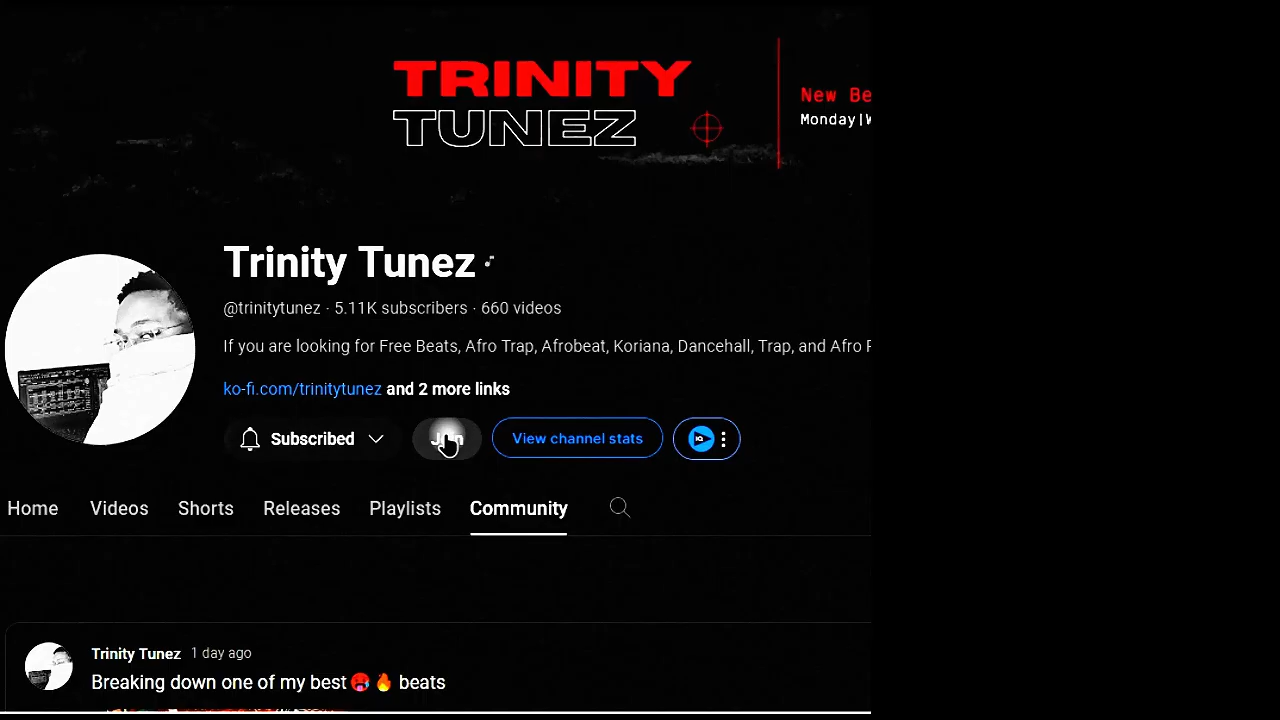 TRINITY
TUNEZ
New Be
Monday|W
Trinity Tunez
@trinitytunez · 5.11K subscribers · 660 videos
If you are looking for Free Beats, Afro Trap, Afrobeat, Koriana, Dancehall, Trap, and Afro
ko-fi.com/trinitytunez and 2 more links
Subscribed
Join
View channel stats
IQ
Home
Videos
Shorts
Releases
Playlists
Community
Trinity Tunez 1 day ago
Breaking down one of my best🥵🔥 beats